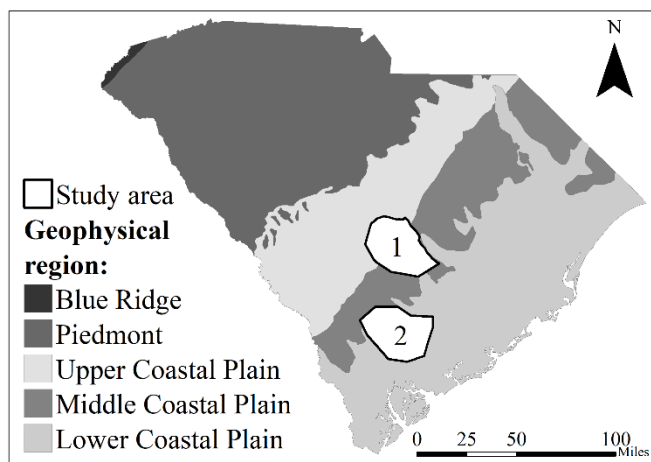 N
1
2
Study area
Geophysical
region:
Blue Ridge
Piedmont
Upper Coastal Plain
Middle Coastal Plain
Lower Coastal Plain
0 25 50 100
Miles